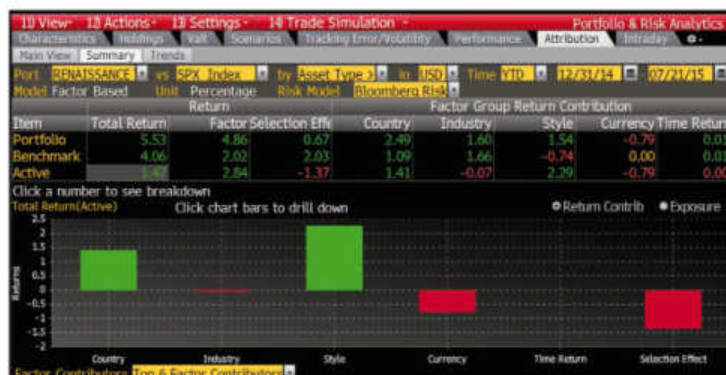 1) View 12 Actions 13 Settings 14 Trade Simulation Portfolio & Risk Analytics
Characteristics Holdings VaR Scenarios Tracking Error/Volatility Performance Attribution Intraday
Main View Summary Trends
Port RENAISSANCE vs SPX Index by Asset Type in USD Time YTD 12/31/14 07/21/15
Model Factor Based Unit Percentage Risk Model Bloomberg Risk
Return Factor Group Return Contribution
Item Total Return Factor Selection Effe Country Industry Style Currency Time Return
Portfolio 5.53 4.86 0.67 2.49 1.60 1.54 -0.79 0.01
Benchmark 4.06 2.02 2.03 1.09 1.66 -0.74 0.00 0.01
Active 1.47 2.84 -1.37 1.41 -0.07 2.29 -0.79 0.00
Click a number to see breakdown
Total Return(Active) Click chart bars to drill down Return Contrib Exposure
2.5
2
1.5
1
0.5
0
-0.5
-1
-1.5
-2
Returns
Country Industry Style Currency Time Return Selection Effect
Factor Contributors Top 6 Factor Contributors